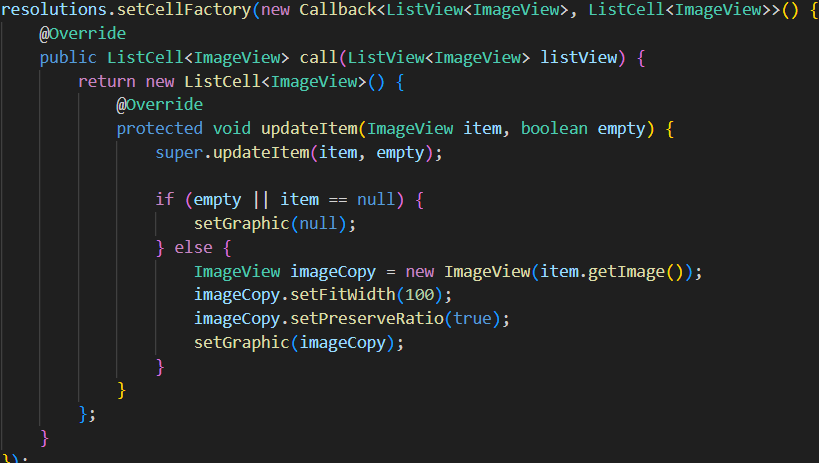 resolutions.setCellFactory(new Callback<ListView<ImageView>, ListCell<ImageView>>() {
    @Override
    public ListCell<ImageView> call(ListView<ImageView> listView) {
        return new ListCell<ImageView>() {
            @Override
            protected void updateItem(ImageView item, boolean empty) {
                super.updateItem(item, empty);

                if (empty || item == null) {
                    setGraphic(null);
                } else {
                    ImageView imageCopy = new ImageView(item.getImage());
                    imageCopy.setFitWidth(100);
                    imageCopy.setPreserveRatio(true);
                    setGraphic(imageCopy);
                }
            }
        };
    }
});